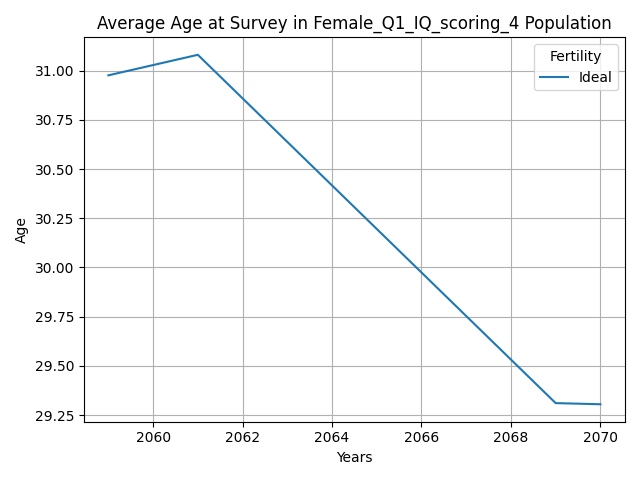 Average Age at Survey in Female_Q1_IQ_scoring_4 Population
Fertility
Ideal
31.00
30.75
30.50
30.25
30.00
29.75
29.50
29.25
Age
2060 2062 2064 2066 2068 2070
Years